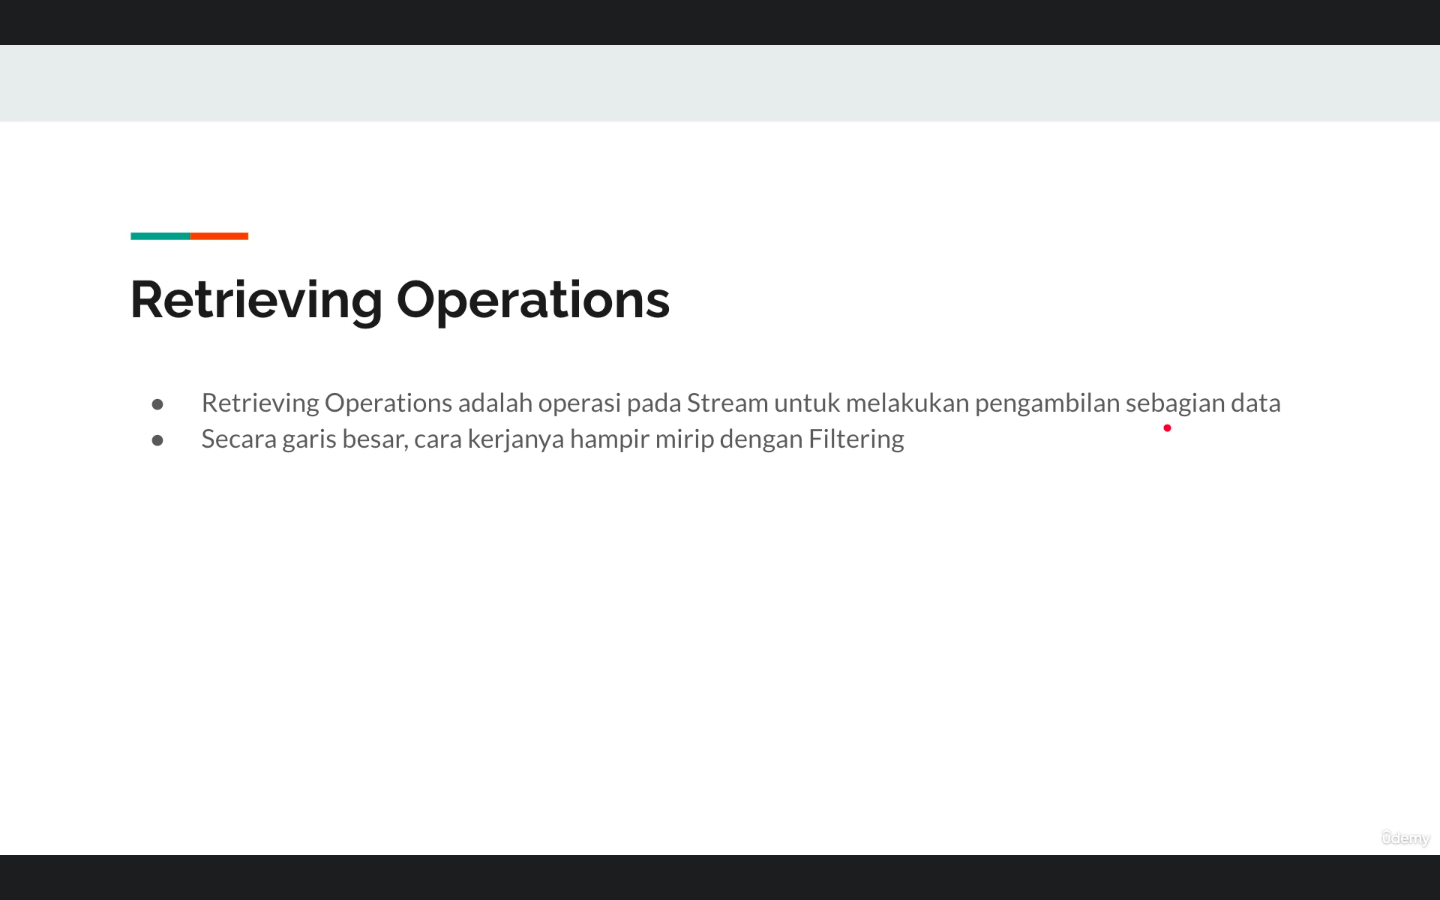 Retrieving Operations
● Retrieving Operations adalah operasi pada Stream untuk melakukan pengambilan sebagian data
● Secara garis besar, cara kerjanya hampir mirip dengan Filtering
ûdemy